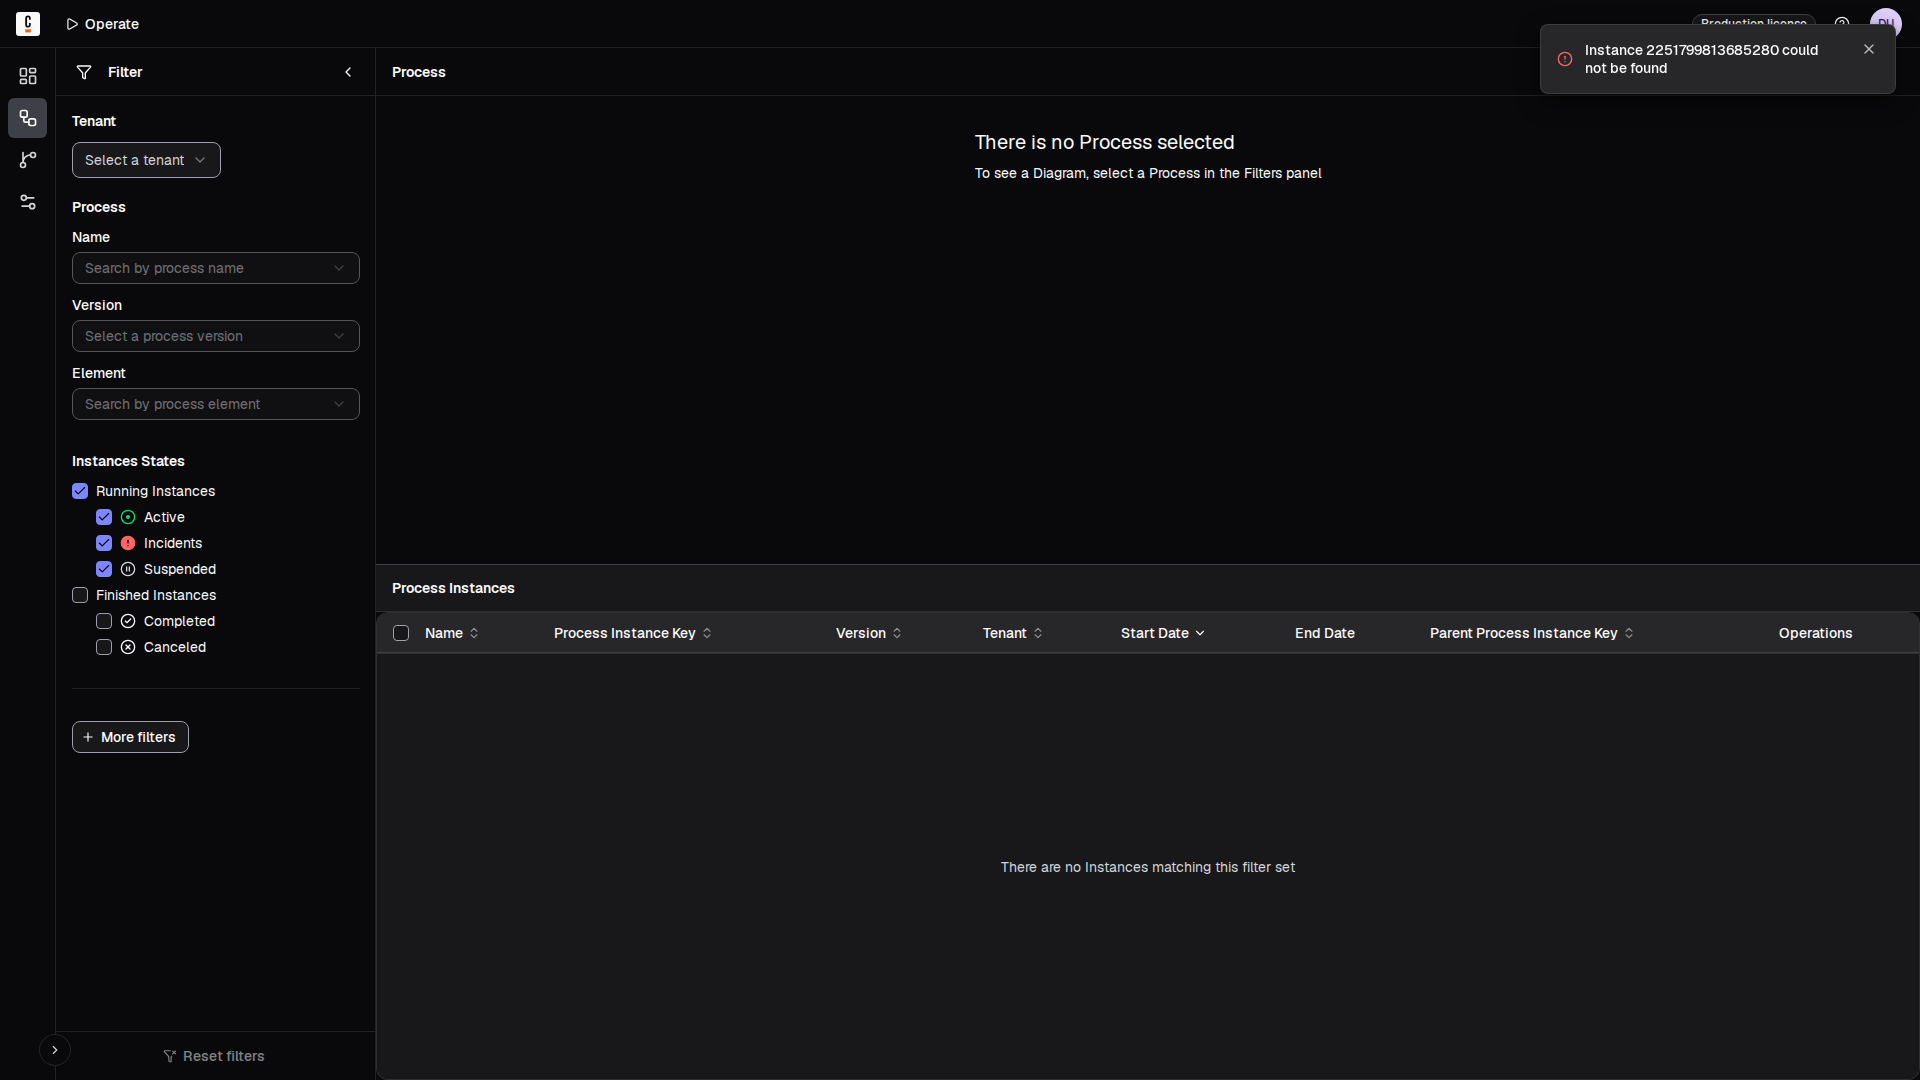 Operate
Production license
DU
Instance 2251799813685280 could
not be found
Filter
Process
Tenant
Select a tenant
There is no Process selected
To see a Diagram, select a Process in the Filters panel
Process
Name
Search by process name
Version
Select a process version
Element
Search by process element
Instances States
Running Instances
Active
Incidents
Suspended
Finished Instances
Completed
Canceled
More filters
Reset filters
Process Instances
Name Process Instance Key Version Tenant Start Date End Date Parent Process Instance Key Operations
There are no Instances matching this filter set